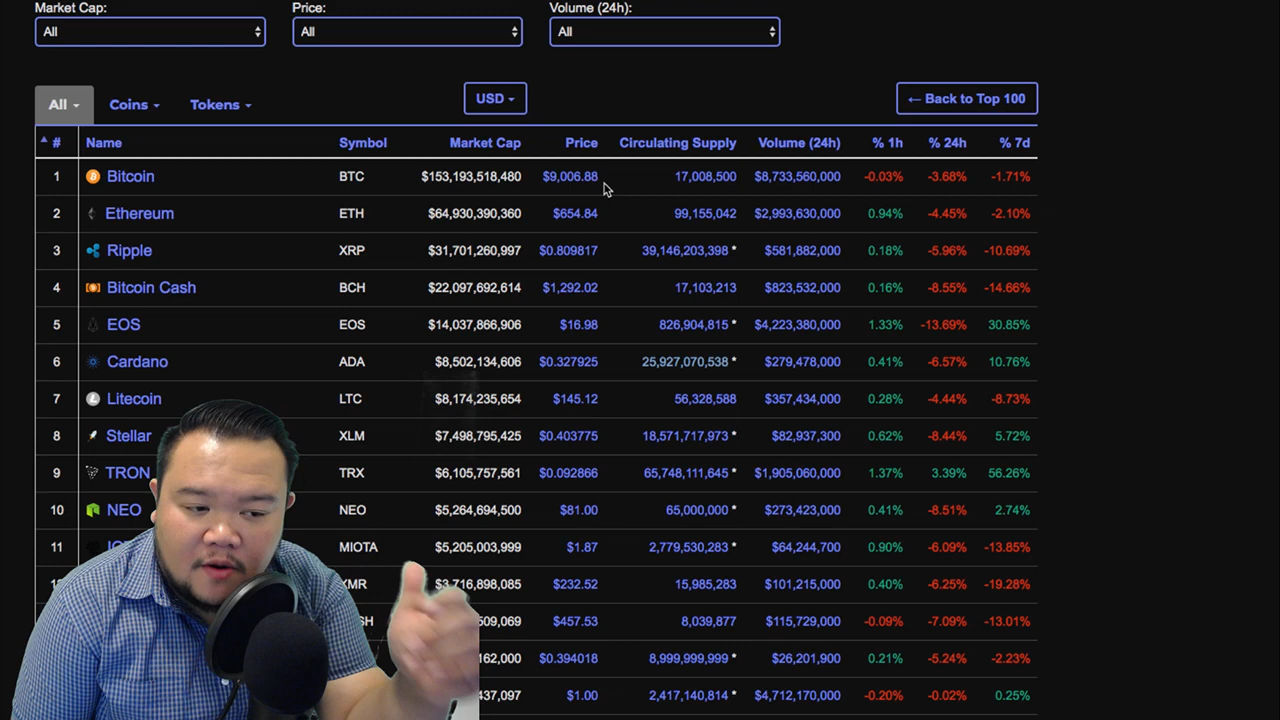 Market Cap: Price: Volume (24h):
All All All
All Coins Tokens USD ← Back to Top 100
# Name Symbol Market Cap Price Circulating Supply Volume (24h) % 1h % 24h % 7d
1 Bitcoin BTC $153,193,518,480 $9,006.88 17,008,500 $8,733,560,000 -0.03% -3.68% -1.71%
2 Ethereum ETH $64,930,390,360 $654.84 99,155,042 $2,993,630,000 0.94% -4.45% -2.10%
3 Ripple XRP $31,701,260,997 $0.809817 39,146,203,398 * $581,882,000 0.18% -5.96% -10.69%
4 Bitcoin Cash BCH $22,097,692,614 $1,292.02 17,103,213 $823,532,000 0.16% -8.55% -14.66%
5 EOS EOS $14,037,866,906 $16.98 826,904,815 * $4,223,380,000 1.33% -13.69% 30.85%
6 Cardano ADA $8,502,134,606 $0.327925 25,927,070,538 * $279,478,000 0.41% -6.57% 10.76%
7 Litecoin LTC $8,174,235,654 $145.12 56,328,588 $357,434,000 0.28% -4.44% -8.73%
8 Stellar XLM $7,498,795,425 $0.403775 18,571,717,973 * $82,937,300 0.62% -8.44% 5.72%
9 TRON TRX $6,105,757,561 $0.092866 65,748,111,645 * $1,905,060,000 1.37% 3.39% 56.26%
10 NEO NEO $5,264,694,500 $81.00 65,000,000 * $273,423,000 0.41% -8.51% 2.74%
11 MIOTA $5,205,003,999 $1.87 2,779,530,283 * $64,244,700 0.90% -6.09% -13.85%
XMR $3,716,898,085 $232.52 15,985,283 $101,215,000 0.40% -6.25% -19.28%
SH 509,069 $457.53 8,039,877 $115,729,000 -0.09% -7.09% -13.01%
162,000 $0.394018 8,999,999,999 * $26,201,900 0.21% -5.24% -2.23%
437,097 $1.00 2,417,140,814 * $4,712,170,000 -0.20% -0.02% 0.25%